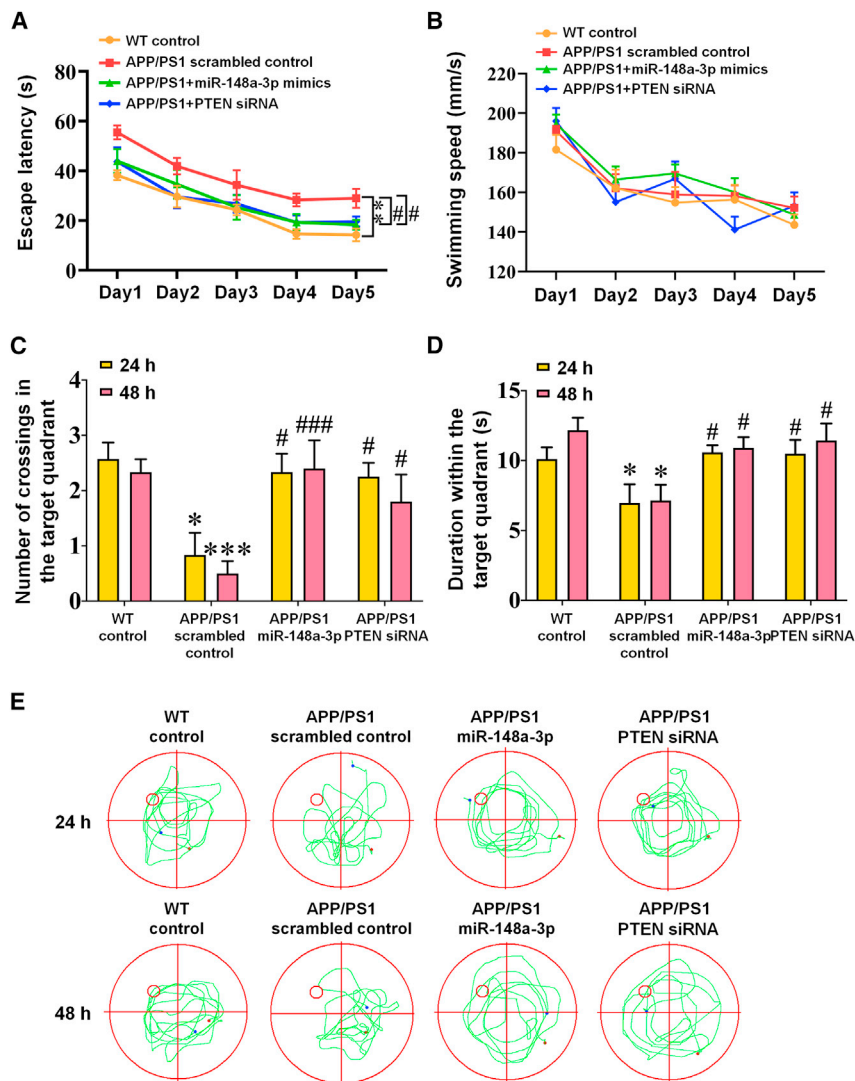 A
WT control
APP/PS1 scrambled control
APP/PS1+miR-148a-3p mimics
APP/PS1+PTEN siRNA
Escape latency (s)
80
60
40
20
0
Day1 Day2 Day3 Day4 Day5
**
#
#
B
WT control
APP/PS1 scrambled control
APP/PS1+miR-148a-3p mimics
APP/PS1+PTEN siRNA
Swimming speed (mm/s)
220
200
180
160
140
120
Day1 Day2 Day3 Day4 Day5
C
24 h
48 h
Number of crossings in
the target quadrant
4
3
2
1
0
*
***
#
###
#
#
WT
control
APP/PS1
scrambled
control
APP/PS1
miR-148a-3p
APP/PS1
PTEN siRNA
D
24 h
48 h
Duration within the
target quadrant (s)
15
10
5
0
*
*
#
#
#
#
WT
control
APP/PS1
scrambled
control
APP/PS1
miR-148a-3p
APP/PS1
PTEN siRNA
E
WT
control
APP/PS1
scrambled control
APP/PS1
miR-148a-3p
APP/PS1
PTEN siRNA
24 h
WT
control
APP/PS1
scrambled control
APP/PS1
miR-148a-3p
APP/PS1
PTEN siRNA
48 h